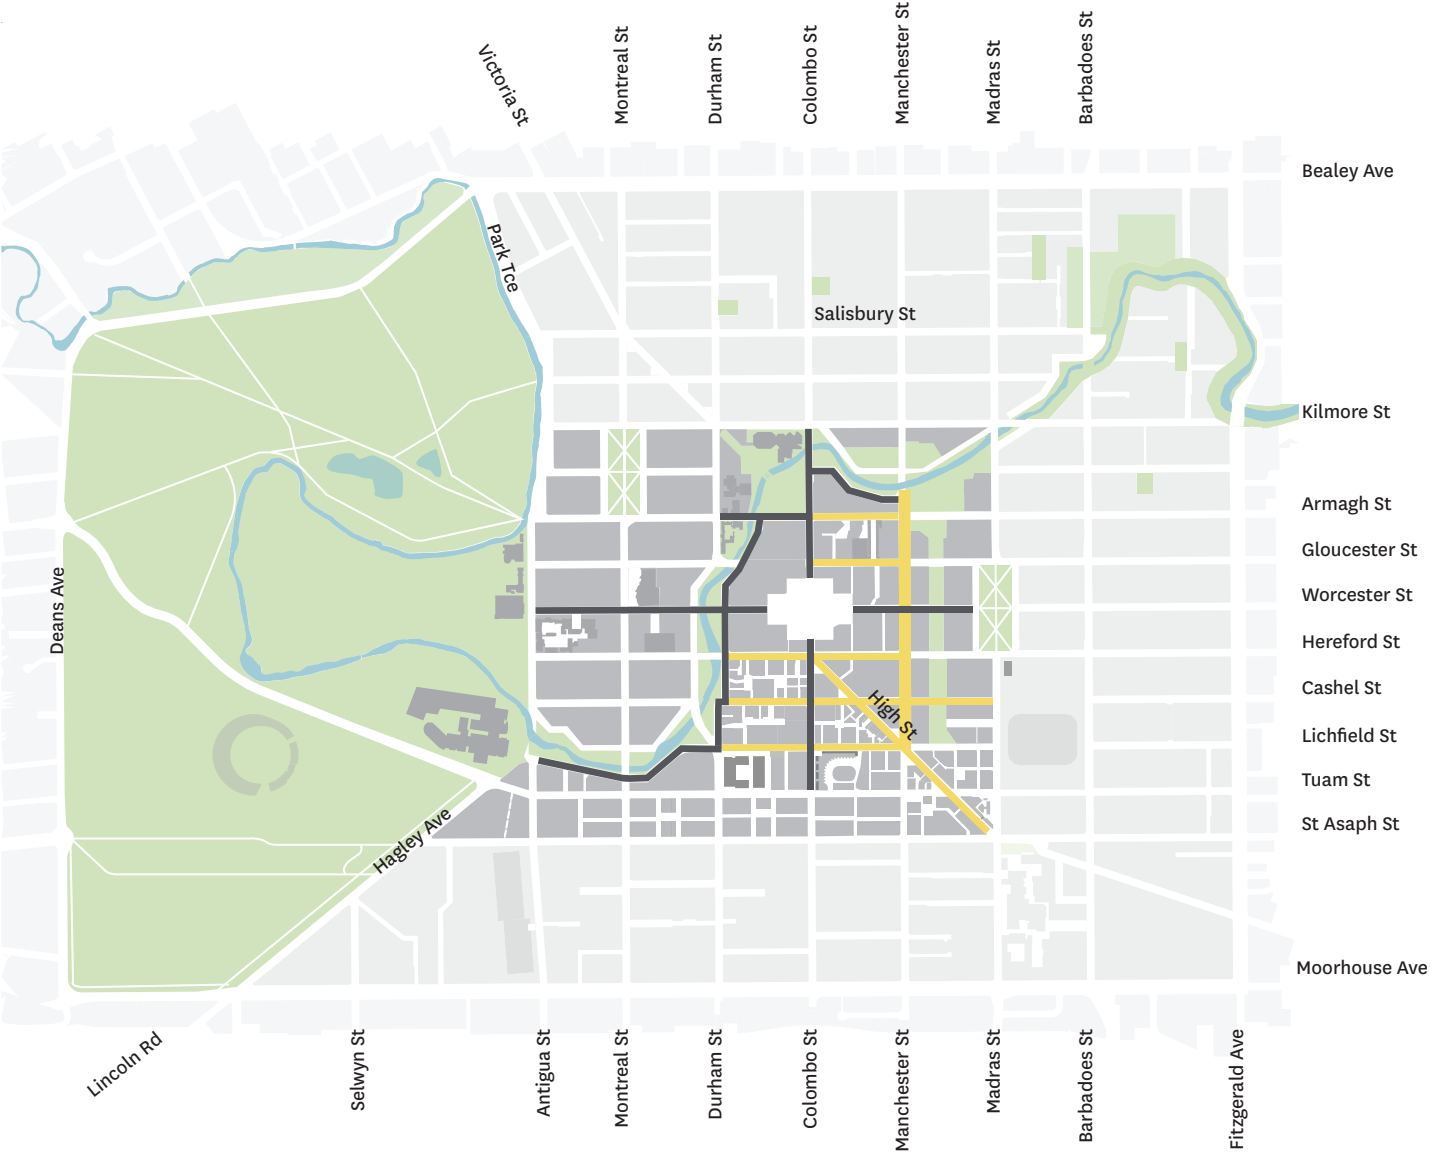 Victoria St
Montreal St
Durham St
Colombo St
Manchester St
Madras St
Barbadoes St
Bealey Ave
Park Tce
Salisbury St
Kilmore St
Armagh St
Gloucester St
Worcester St
Deans Ave
Hereford St
Cashel St
High St
Lichfield St
Tuam St
St Asaph St
Hagley Ave
Moorhouse Ave
Lincoln Rd
Selwyn St
Antigua St
Montreal St
Durham St
Colombo St
Manchester St
Madras St
Barbadoes St
Fitzgerald Ave